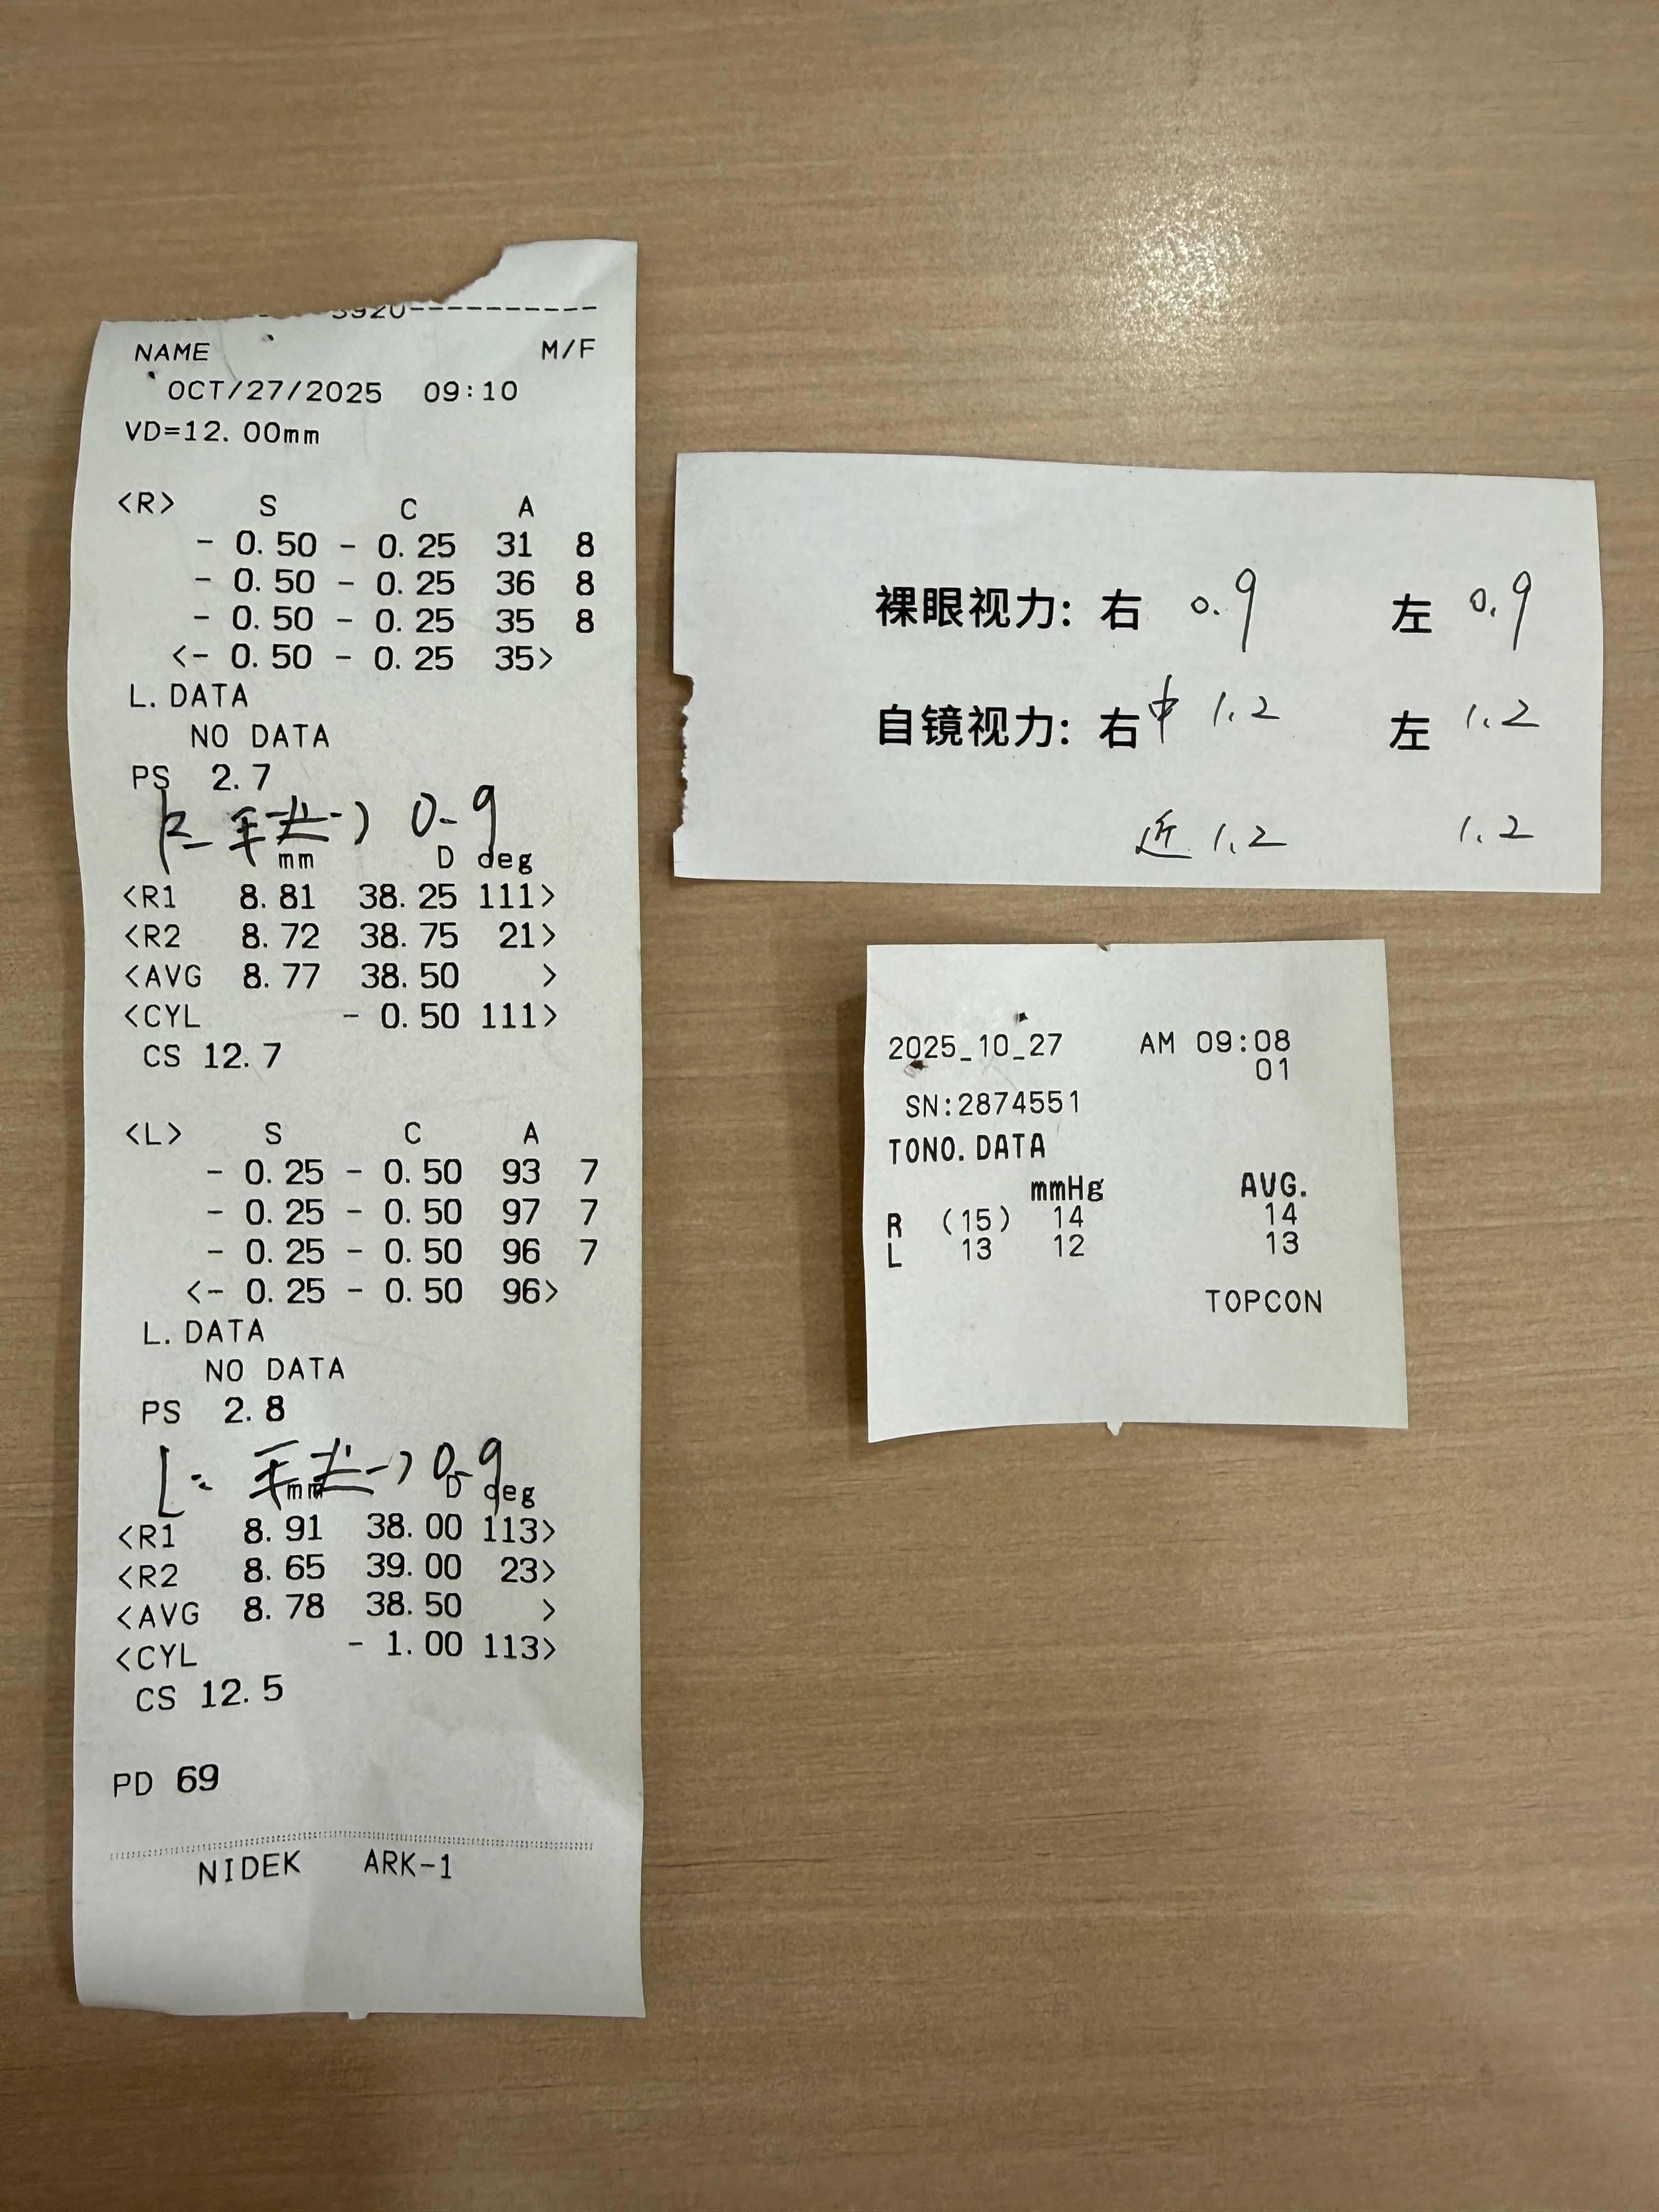 3920----------
NAME M/F
OCT/27/2025 09:10
VD=12.00mm
<R> S C A
- 0.50 - 0.25 31 8
- 0.50 - 0.25 36 8
- 0.50 - 0.25 35 8
<- 0.50 - 0.25 35>
L.DATA
NO DATA
PS 2.7
0-9
mm D deg
<R1 8.81 38.25 111>
<R2 8.72 38.75 21>
<AVG 8.77 38.50 >
<CYL - 0.50 111>
CS 12.7
<L> S C A
- 0.25 - 0.50 93 7
- 0.25 - 0.50 97 7
- 0.25 - 0.50 96 7
<- 0.25 - 0.50 96>
L.DATA
NO DATA
PS 2.8
L: 0-9
mm D deg
<R1 8.91 38.00 113>
<R2 8.65 39.00 23>
<AVG 8.78 38.50 >
<CYL - 1.00 113>
CS 12.5
PD 69
NIDEK ARK-1
裸眼视力: 右 0.9 左 0.9
自镜视力: 右 中 1.2 左 1.2
近 1.2 1.2
2025_10_27 AM 09:08
01
SN:2874551
TONO.DATA
mmHg AVG.
R (15) 14 14
L 13 12 13
TOPCON